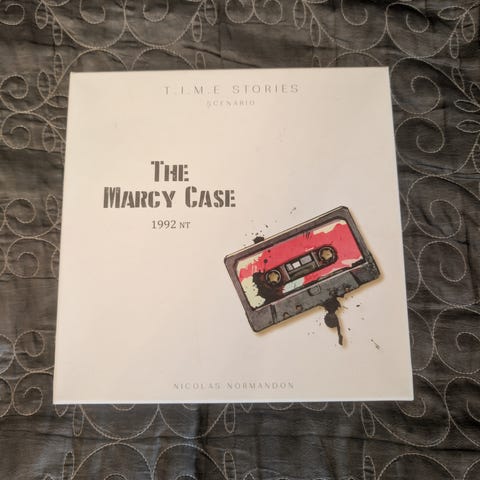 T.I.M.E STORIES
SCENARIO
THE
MARCY CASE
1992 NT
NICOLAS NORMANDON